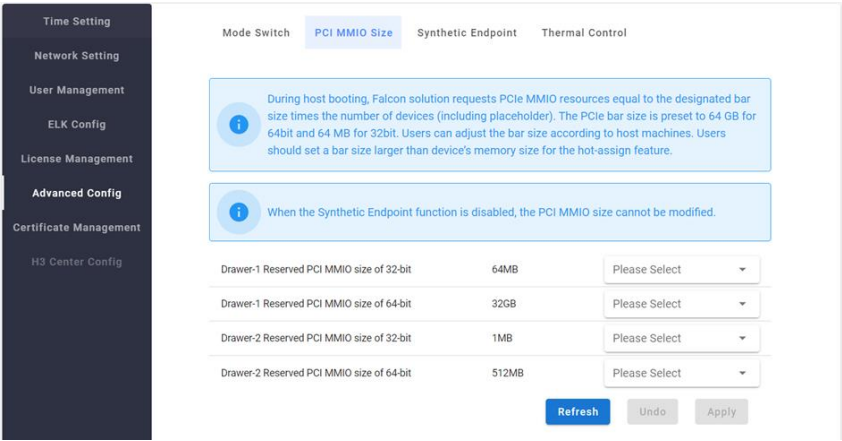 Time Setting
Network Setting
User Management
ELK Config
License Management
Advanced Config
Certificate Management
H3 Center Config
Mode Switch PCI MMIO Size Synthetic Endpoint Thermal Control
During host booting, Falcon solution requests PCIe MMIO resources equal to the designated bar
size times the number of devices (including placeholder). The PCIe bar size is preset to 64 GB for
64bit and 64 MB for 32bit. Users can adjust the bar size according to host machines. Users
should set a bar size larger than device's memory size for the hot-assign feature.
When the Synthetic Endpoint function is disabled, the PCI MMIO size cannot be modified.
Drawer-1 Reserved PCI MMIO size of 32-bit 64MB Please Select
Drawer-1 Reserved PCI MMIO size of 64-bit 32GB Please Select
Drawer-2 Reserved PCI MMIO size of 32-bit 1MB Please Select
Drawer-2 Reserved PCI MMIO size of 64-bit 512MB Please Select
Refresh Undo Apply